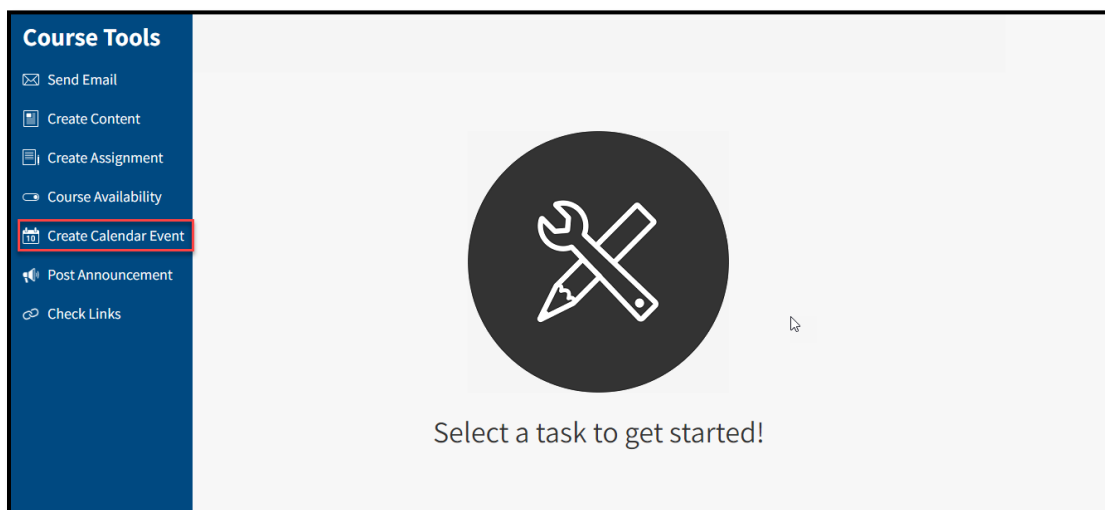 Course Tools
Send Email
Create Content
Create Assignment
Course Availability
10 Create Calendar Event
Post Announcement
Check Links
Select a task to get started!